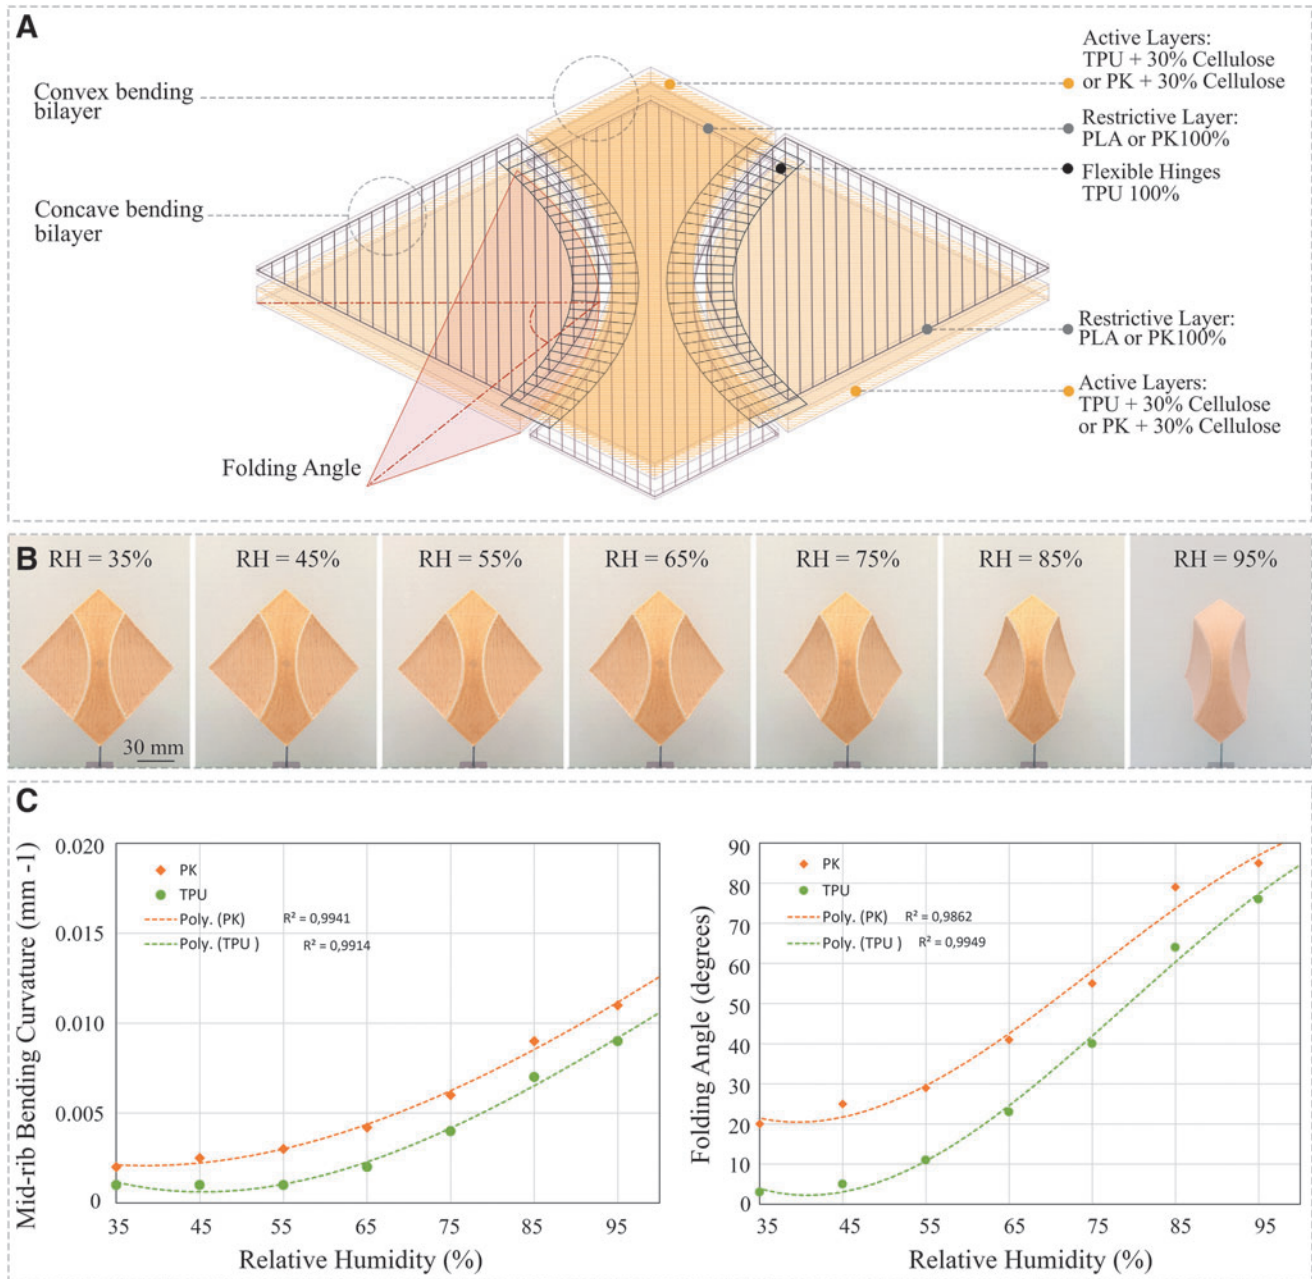 A
Convex bending
bilayer
Concave bending
bilayer
Folding Angle
Active Layers:
TPU + 30% Cellulose
or PK + 30% Cellulose
Restrictive Layer:
PLA or PK100%
Flexible Hinges
TPU 100%
Restrictive Layer:
PLA or PK100%
Active Layers:
TPU + 30% Cellulose
or PK + 30% Cellulose
B
RH = 35%
RH = 45%
RH = 55%
RH = 65%
RH = 75%
RH = 85%
RH = 95%
30 mm
C
Mid-rib Bending Curvature (mm -1)
0.020
0.015
0.010
0.005
0
PK
TPU
Poly. (PK) R² = 0,9941
Poly. (TPU ) R² = 0,9914
35 45 55 65 75 85 95
Relative Humidity (%)
Folding Angle (degrees)
90
80
70
60
50
40
30
20
10
0
PK
TPU
Poly. (PK) R² = 0,9862
Poly. (TPU ) R² = 0,9949
35 45 55 65 75 85 95
Relative Humidity (%)